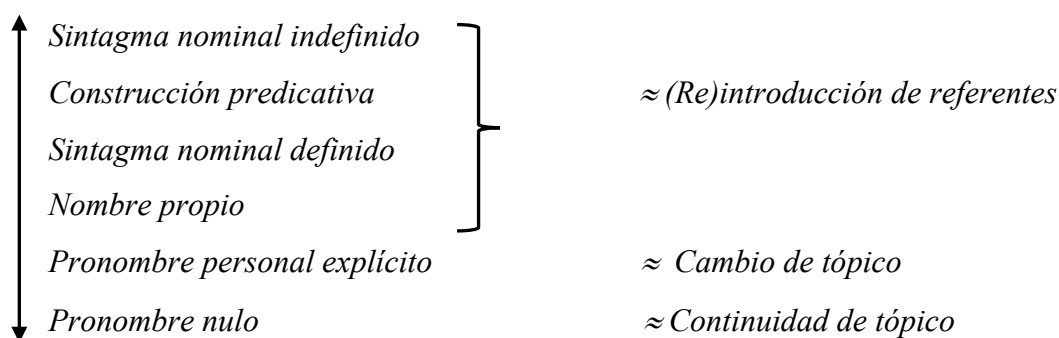 Sintagma nominal indefinido
Construcción predicativa ≈ (Re)introducción de referentes
Sintagma nominal definido
Nombre propio
Pronombre personal explícito ≈ Cambio de tópico
Pronombre nulo ≈ Continuidad de tópico